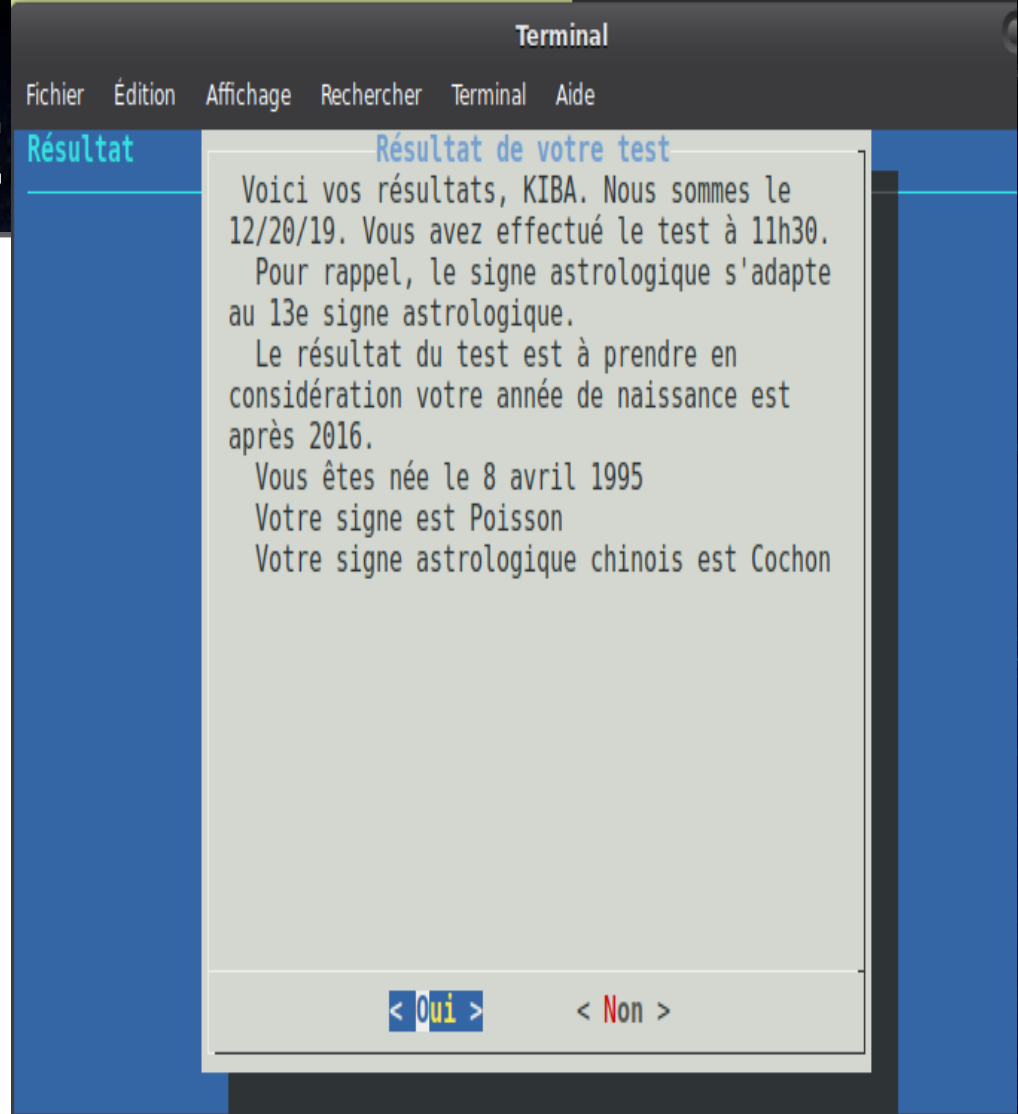 Terminal
Fichier Édition Affichage Rechercher Terminal Aide
Résultat
Résultat de votre test
Voici vos résultats, KIBA. Nous sommes le
12/20/19. Vous avez effectué le test à 11h30.
Pour rappel, le signe astrologique s'adapte
au 13e signe astrologique.
Le résultat du test est à prendre en
considération votre année de naissance est
après 2016.
Vous êtes née le 8 avril 1995
Votre signe est Poisson
Votre signe astrologique chinois est Cochon
< Oui > < Non >